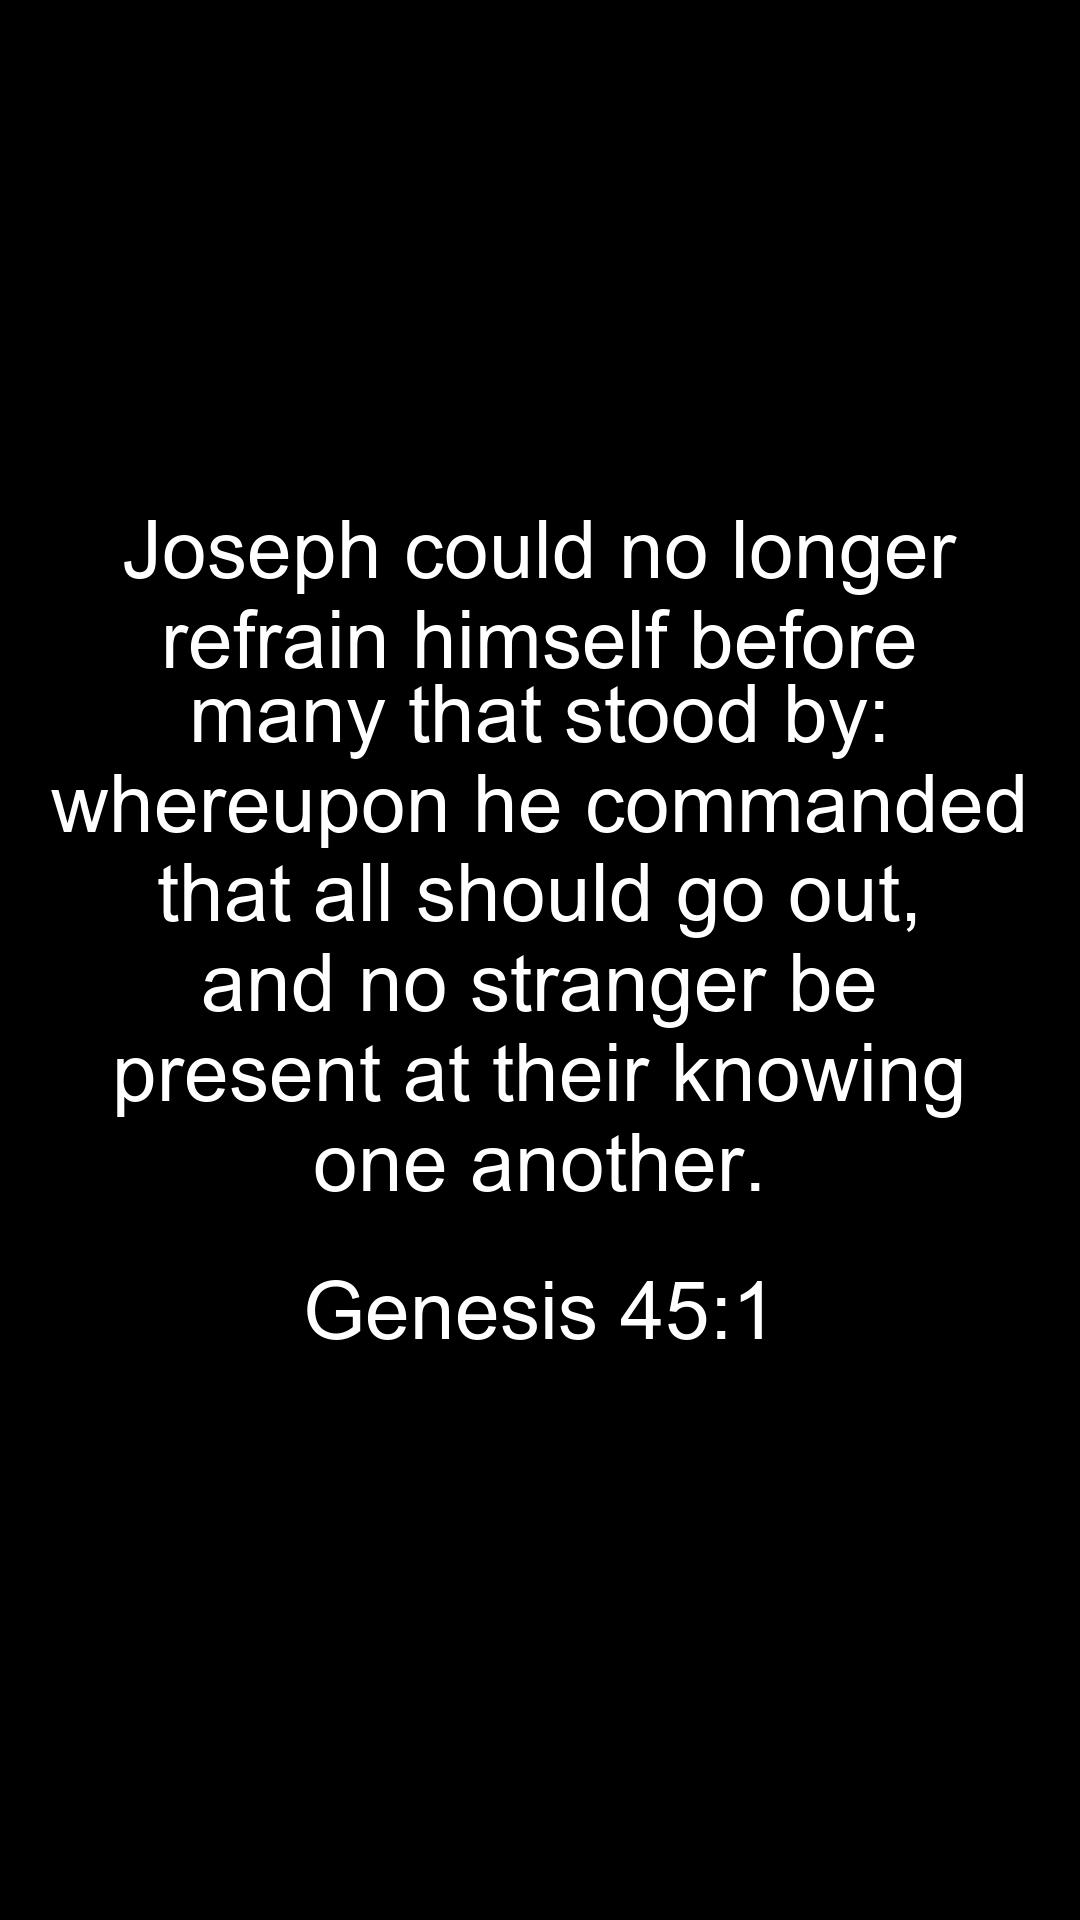 Joseph could no longer
refrain himself before
many that stood by:
whereupon he commanded
that all should go out,
and no stranger be
present at their knowing
one another.
Genesis 45:1